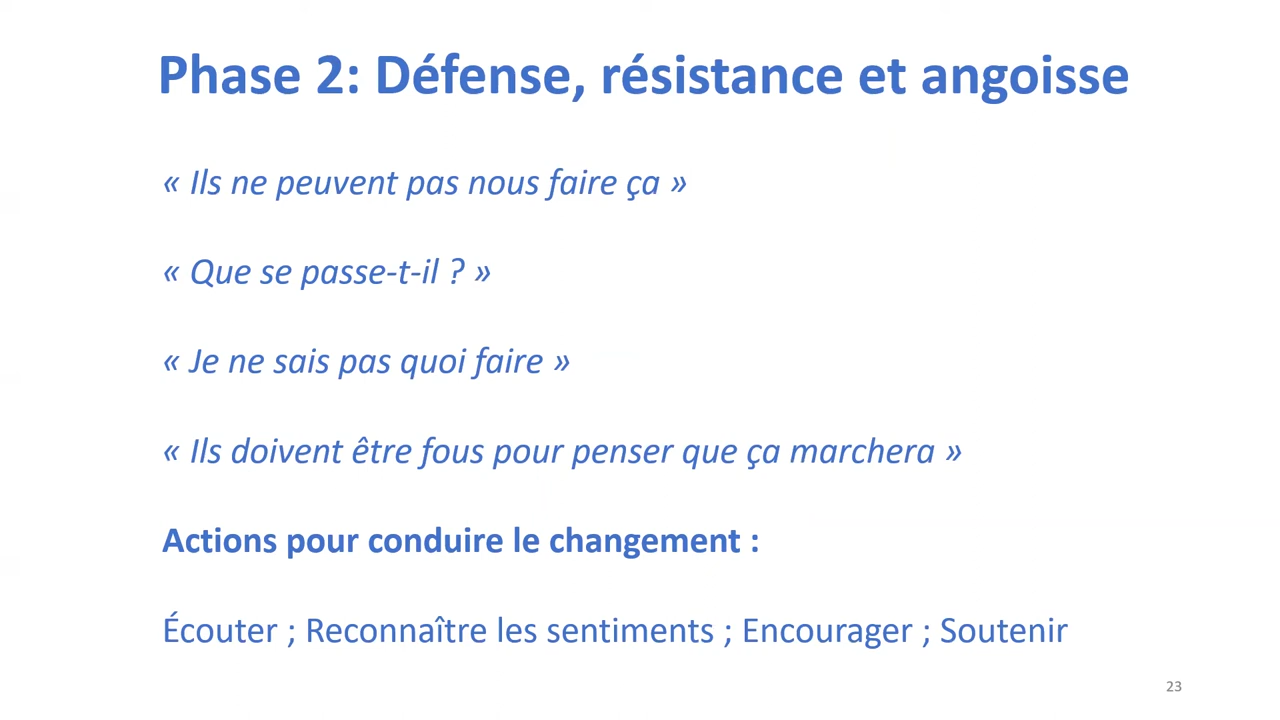 Phase 2: Défense, résistance et angoisse
« Ils ne peuvent pas nous faire ça »
« Que se passe-t-il ? »
« Je ne sais pas quoi faire »
« Ils doivent être fous pour penser que ça marchera »
Actions pour conduire le changement :
Écouter ; Reconnaître les sentiments ; Encourager ; Soutenir
23